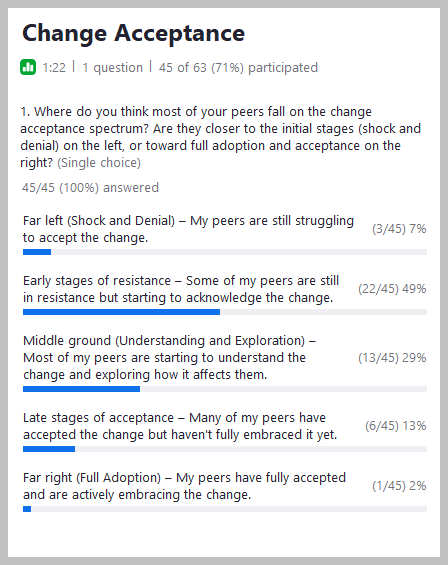 Change Acceptance
1:22 | 1 question | 45 of 63 (71%) participated
1. Where do you think most of your peers fall on the change
acceptance spectrum? Are they closer to the initial stages (shock and
denial) on the left, or toward full adoption and acceptance on the
right? (Single choice)
45/45 (100%) answered
Far left (Shock and Denial) – My peers are still struggling
to accept the change.
(3/45) 7%
Early stages of resistance – Some of my peers are still
in resistance but starting to acknowledge the change.
(22/45) 49%
Middle ground (Understanding and Exploration) –
Most of my peers are starting to understand the
change and exploring how it affects them.
(13/45) 29%
Late stages of acceptance – Many of my peers have
accepted the change but haven't fully embraced it yet.
(6/45) 13%
Far right (Full Adoption) – My peers have fully accepted
and are actively embracing the change.
(1/45) 2%